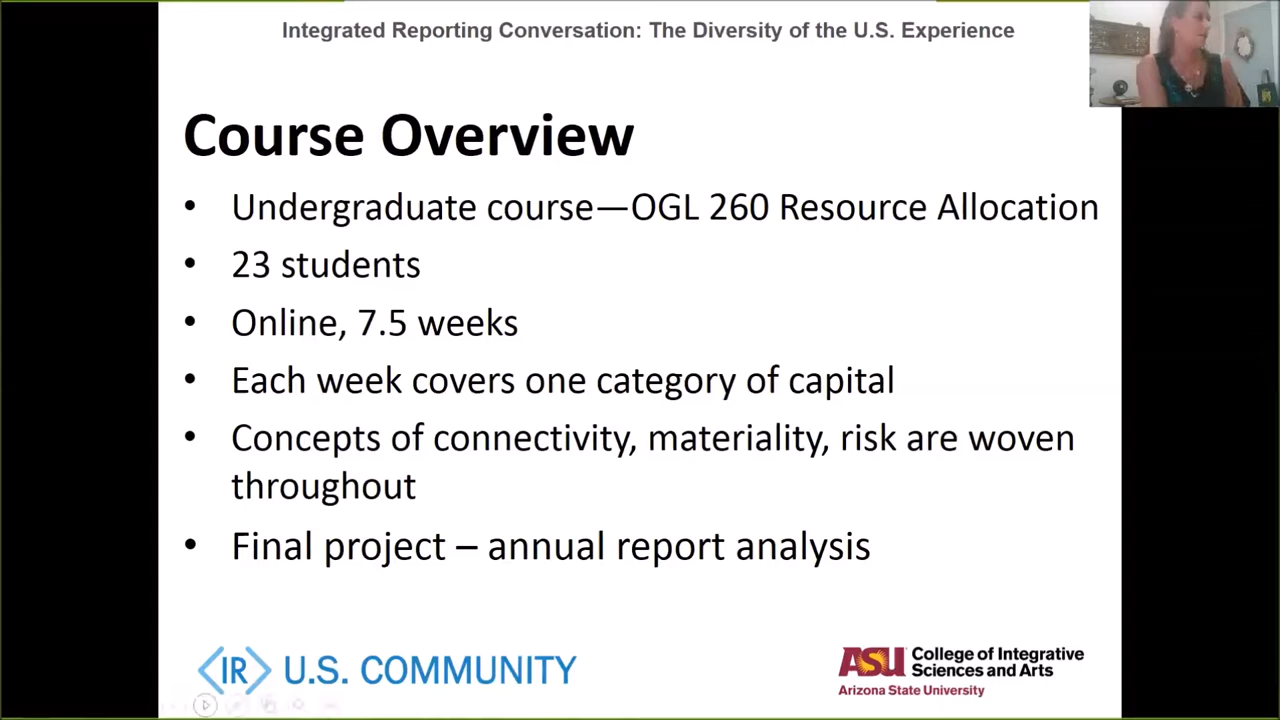 Integrated Reporting Conversation: The Diversity of the U.S. Experience
Course Overview
• Undergraduate course—OGL 260 Resource Allocation
• 23 students
• Online, 7.5 weeks
• Each week covers one category of capital
• Concepts of connectivity, materiality, risk are woven
throughout
• Final project – annual report analysis
<IR> U.S. COMMUNITY
ASU College of Integrative
Sciences and Arts
Arizona State University